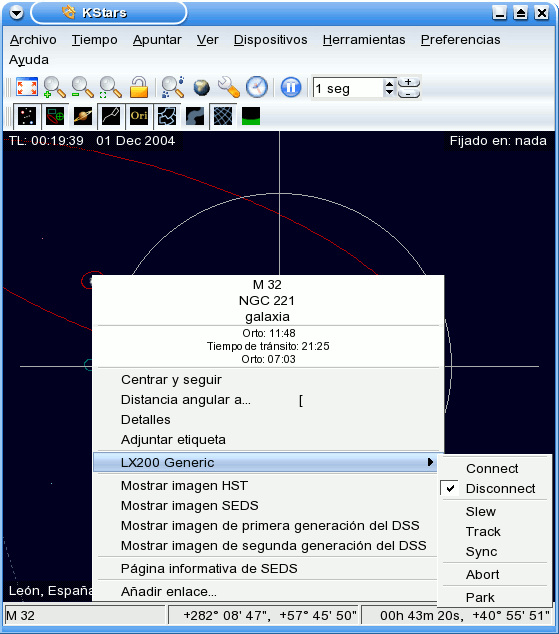 KStars
Archivo Tiempo Apuntar Ver Dispositivos Herramientas Preferencias
Ayuda
1 seg
Ori
TL: 00:19:39 01 Dec 2004 Fijado en: nada
M 32
NGC 221
galaxia
Orto: 11:48
Tiempo de tránsito: 21:25
Orto: 07:03
Centrar y seguir
Distancia angular a... [
Detalles
Adjuntar etiqueta
LX200 Generic
Mostrar imagen HST
Mostrar imagen SEDS
Mostrar imagen de primera generación del DSS
Mostrar imagen de segunda generación del DSS
Página informativa de SEDS
Añadir enlace...
Connect
Disconnect
Slew
Track
Sync
Abort
Park
León, España
M 32 +282° 08' 47", +57° 45' 50" 00h 43m 20s, +40° 55' 51"